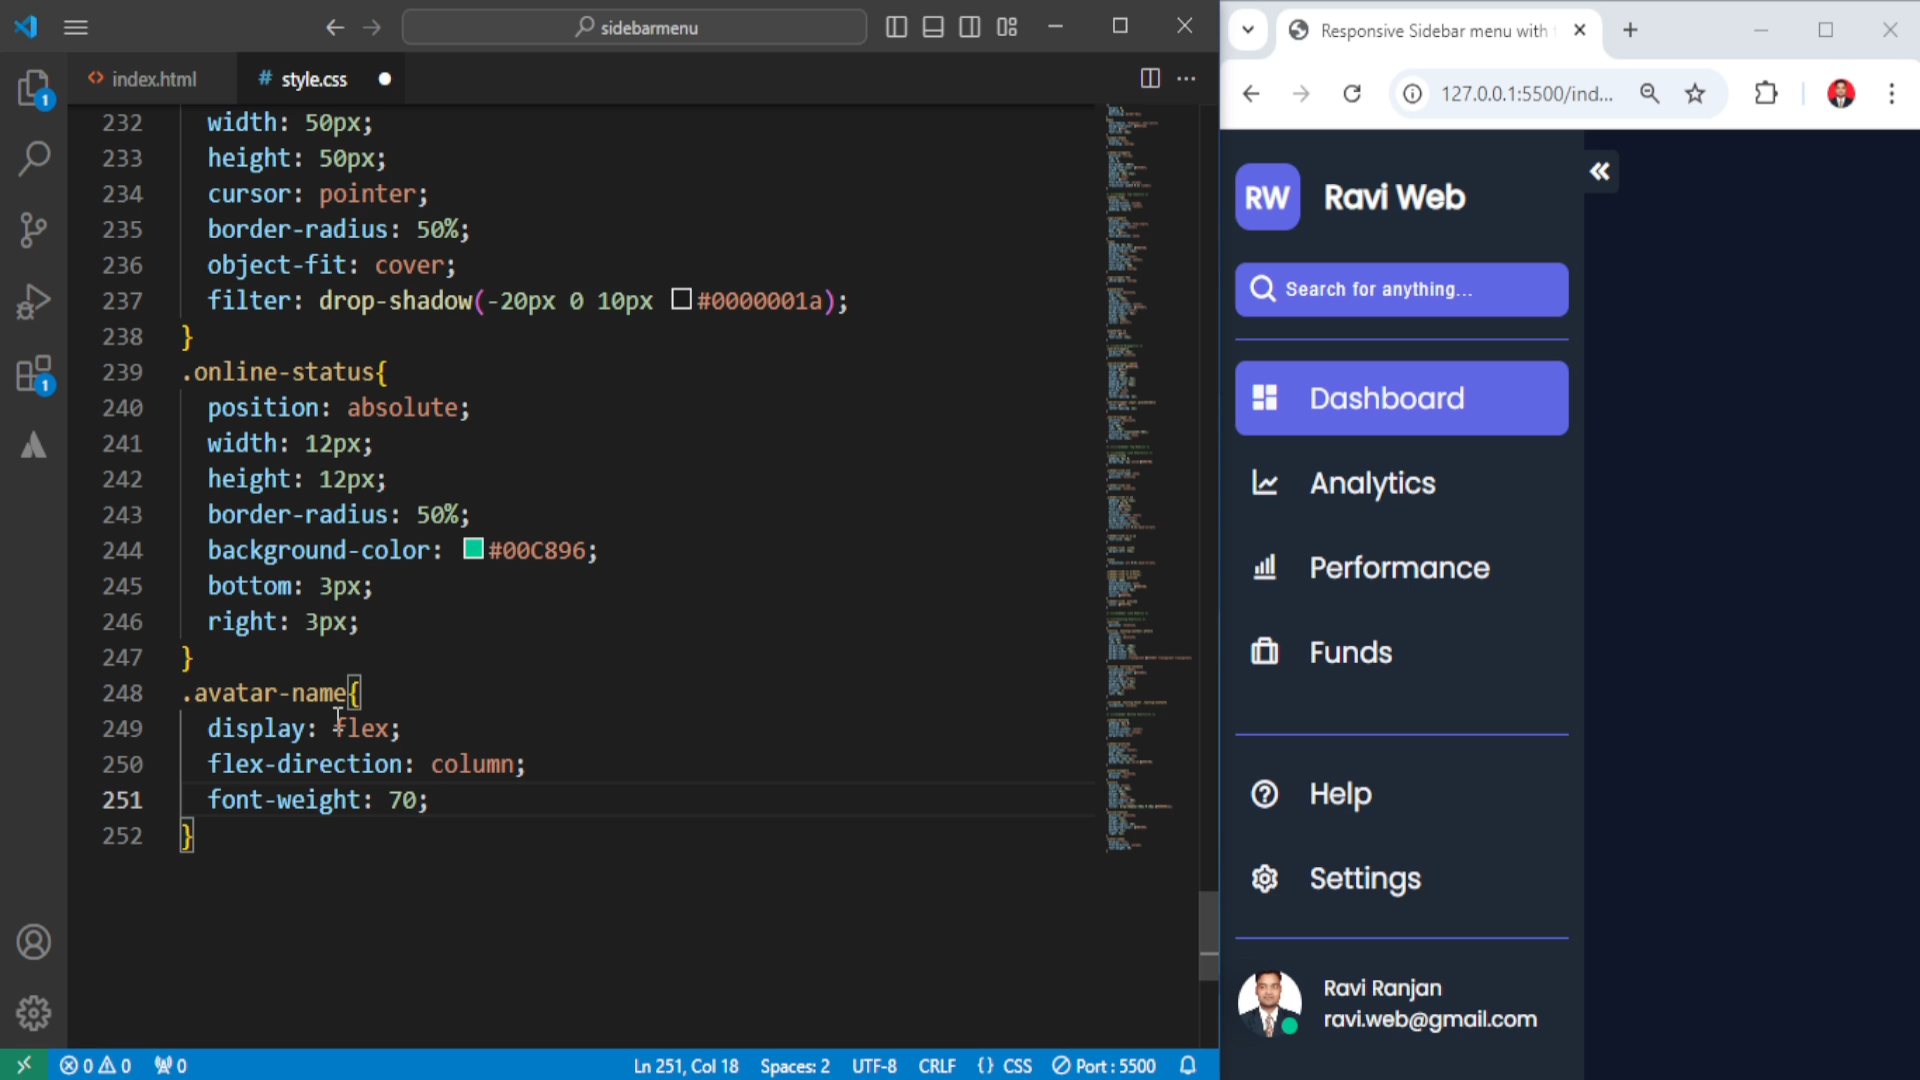 sidebarmenu
index.html
style.css
232 width: 50px;
233 height: 50px;
234 cursor: pointer;
235 border-radius: 50%;
236 object-fit: cover;
237 filter: drop-shadow(-20px 0 10px #0000001a);
238 }
239 .online-status{
240 position: absolute;
241 width: 12px;
242 height: 12px;
243 border-radius: 50%;
244 background-color: #00C896;
245 bottom: 3px;
246 right: 3px;
247 }
248 .avatar-name{
249 display: flex;
250 flex-direction: column;
251 font-weight: 70;
252 }
1
1
0 0 0
Ln 251, Col 18
Spaces: 2
UTF-8
CRLF
{} CSS
Port : 5500
Responsive Sidebar menu with
127.0.0.1:5500/ind...
RW Ravi Web
Search for anything...
Dashboard
Analytics
Performance
Funds
Help
Settings
Ravi Ranjan
ravi.web@gmail.com